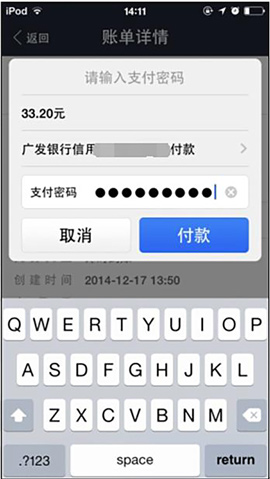 iPod 14:11
返回 账单详情
请输入支付密码
33.20元
广发银行信用 付款
支付密码 ●●●●●●●●●
取消 付款
创建时间 2014-12-17 13:50
Q W E R T Y U I O P
A S D F G H J K L
Z X C V B N M
.?123 space return